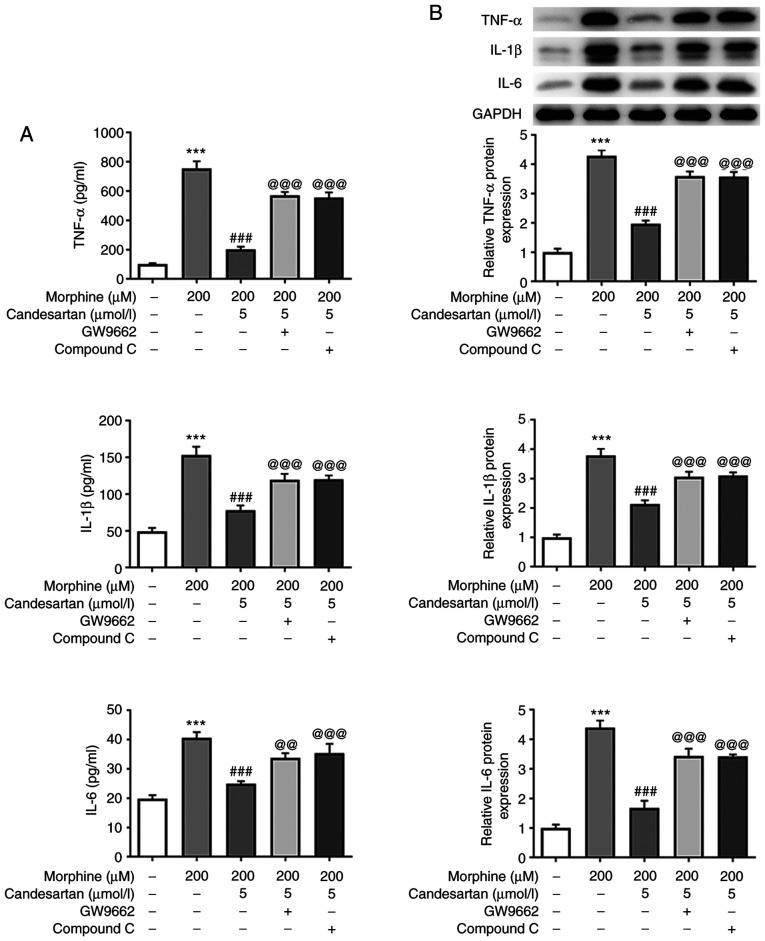 B
TNF-α
IL-1β
IL-6
GAPDH
A
1000
800
600
400
200
0
TNF-α (pg/ml)
*** ### @@@ @@@
Morphine (μM) – 200 200 200 200
Candesartan (μmol/l) – – 5 5 5
GW9662 – – – + –
Compound C – – – – +
5
4
3
2
1
0
Relative TNF-α protein
expression
*** ### @@@ @@@
Morphine (μM) – 200 200 200 200
Candesartan (μmol/l) – – 5 5 5
GW9662 – – – + –
Compound C – – – – +
200
150
100
50
0
IL-1β (pg/ml)
*** ### @@@ @@@
Morphine (μM) – 200 200 200 200
Candesartan (μmol/l) – – 5 5 5
GW9662 – – – + –
Compound C – – – – +
5
4
3
2
1
0
Relative IL-1β protein
expression
*** ### @@@ @@@
Morphine (μM) – 200 200 200 200
Candesartan (μmol/l) – – 5 5 5
GW9662 – – – + –
Compound C – – – – +
50
40
30
20
10
0
IL-6 (pg/ml)
*** ### @@ @@@
Morphine (μM) – 200 200 200 200
Candesartan (μmol/l) – – 5 5 5
GW9662 – – – + –
Compound C – – – – +
5
4
3
2
1
0
Relative IL-6 protein
expression
*** ### @@@ @@@
Morphine (μM) – 200 200 200 200
Candesartan (μmol/l) – – 5 5 5
GW9662 – – – + –
Compound C – – – – +